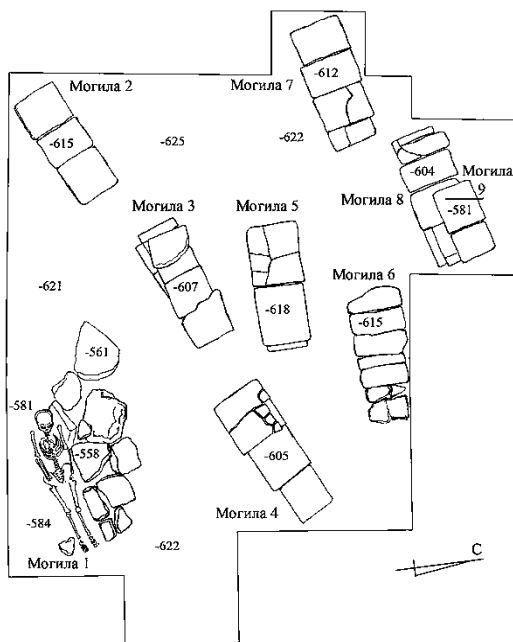 Могила 7
-612
Могила 2
-615
-625
-622
-604
Могила
9
Могила 8
-581
Могила 3
Могила 5
-607
-618
Могила 6
-615
-621
-561
-581
-558
-605
-584
Могила 4
Могила 1
-622
С